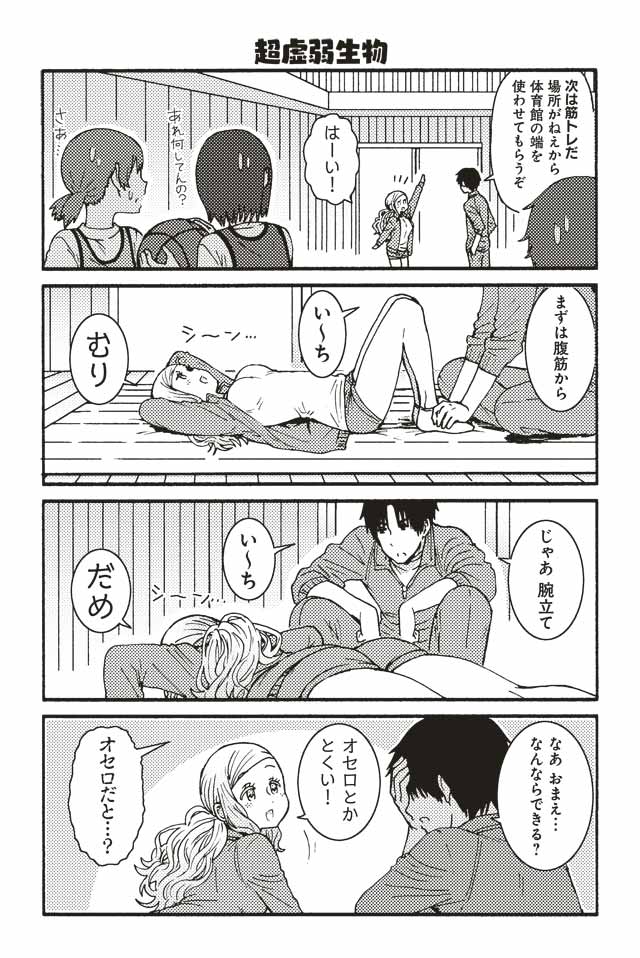 超虚弱生物
次は筋トレだ
場所がねえから
体育館の端を
使わせてもらうぞ
はーい！
あれ何してんの？
さぁ…
まずは腹筋から
い〜ち
シーン…
むり
じゃあ 腕立て
い〜ち
だめ
なあ おまえ…
なんならできる？
オセロとか
とくい！
オセロだと…？